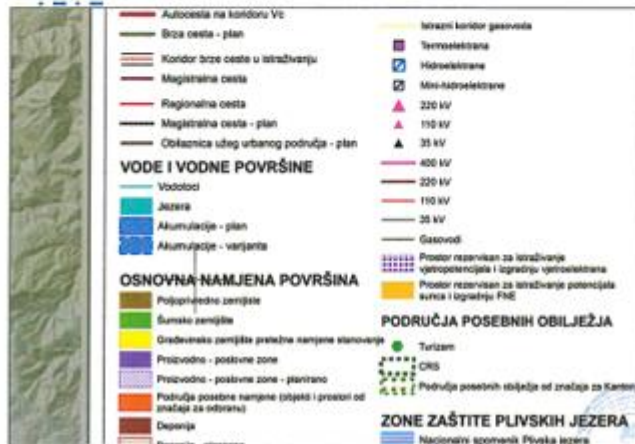 Autocesta na koridoru Vc
Brza cesta - plan
Koridor brze ceste u istraživanju
Magistralna cesta
Regionalna cesta
Magistralna cesta - plan
Obilaznica užeg urbanog područja - plan
VODE I VODNE POVRŠINE
Vodotoci
Jezera
Akumulacije - plan
Akumulacije - varijanta
OSNOVNA NAMJENA POVRŠINA
Poljoprivredno zemljište
Šumsko zemljište
Građevinsko zemljište pretežne namjene stanovanje
Proizvodno - poslovne zone
Proizvodno - poslovne zone - planirano
Područja posebne namjene (objekti i prostori od
značaja za odbranu)
Deponija
Istrazni koridor gasovoda
Termoelektrana
Hidroelektrane
Mini-hidroelektrane
220 kV
110 kV
35 kV
400 kV
220 kV
110 kV
35 kV
Gasovodi
Prostor rezervisan za istraživanje
vjetropotencijala i izgradnju vjetroelektrana
Prostor rezervisan za istraživanje potencijala
sunca i izgradnju FNE
PODRUČJA POSEBNIH OBILJEŽJA
Turizam
CRS
Područja posebnih obilježja od značaja za Kanton
ZONE ZAŠTITE PLIVSKIH JEZERA
Nacionalni spomenik Plivska jezera